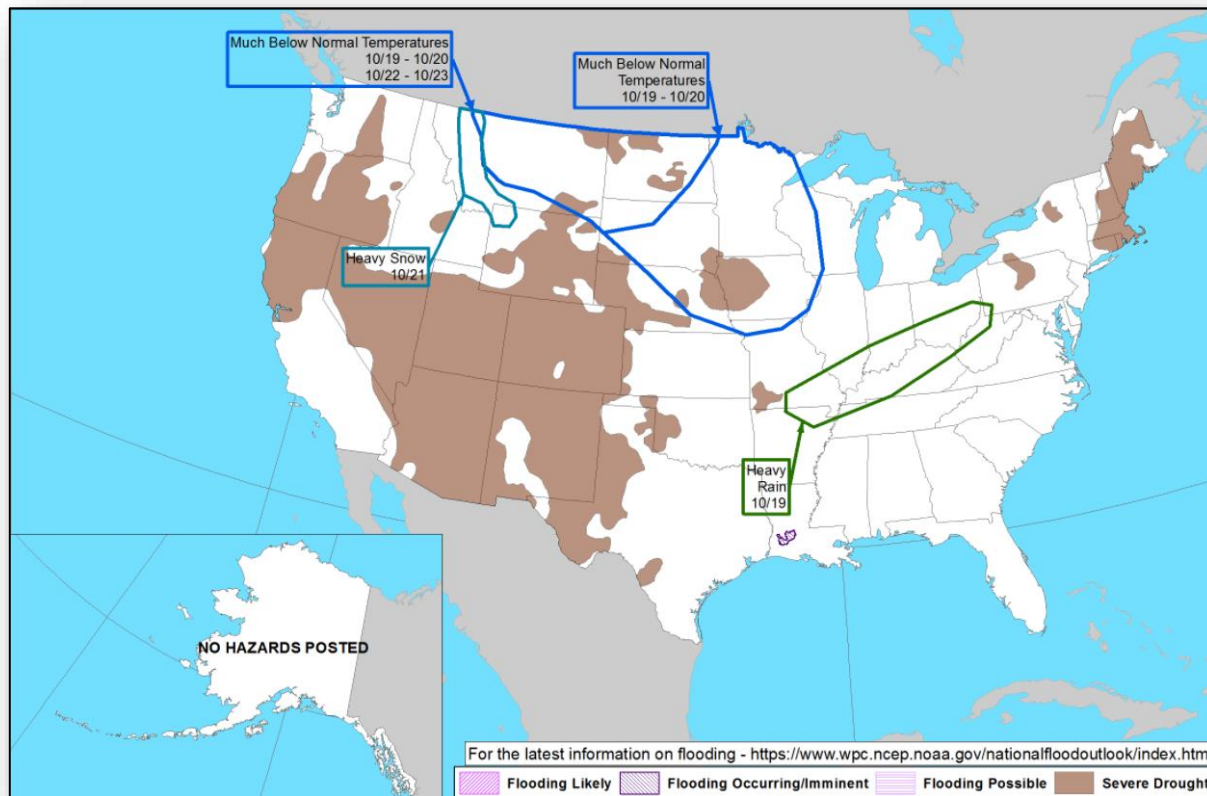 Much Below Normal Temperatures
10/19 - 10/20
10/22 - 10/23
Much Below Normal
Temperatures
10/19 - 10/20
Heavy Snow
10/21
Heavy
Rain
10/19
NO HAZARDS POSTED
For the latest information on flooding - https://www.wpc.ncep.noaa.gov/nationalfloodoutlook/index.htm
Flooding Likely
Flooding Occurring/Imminent
Flooding Possible
Severe Drought